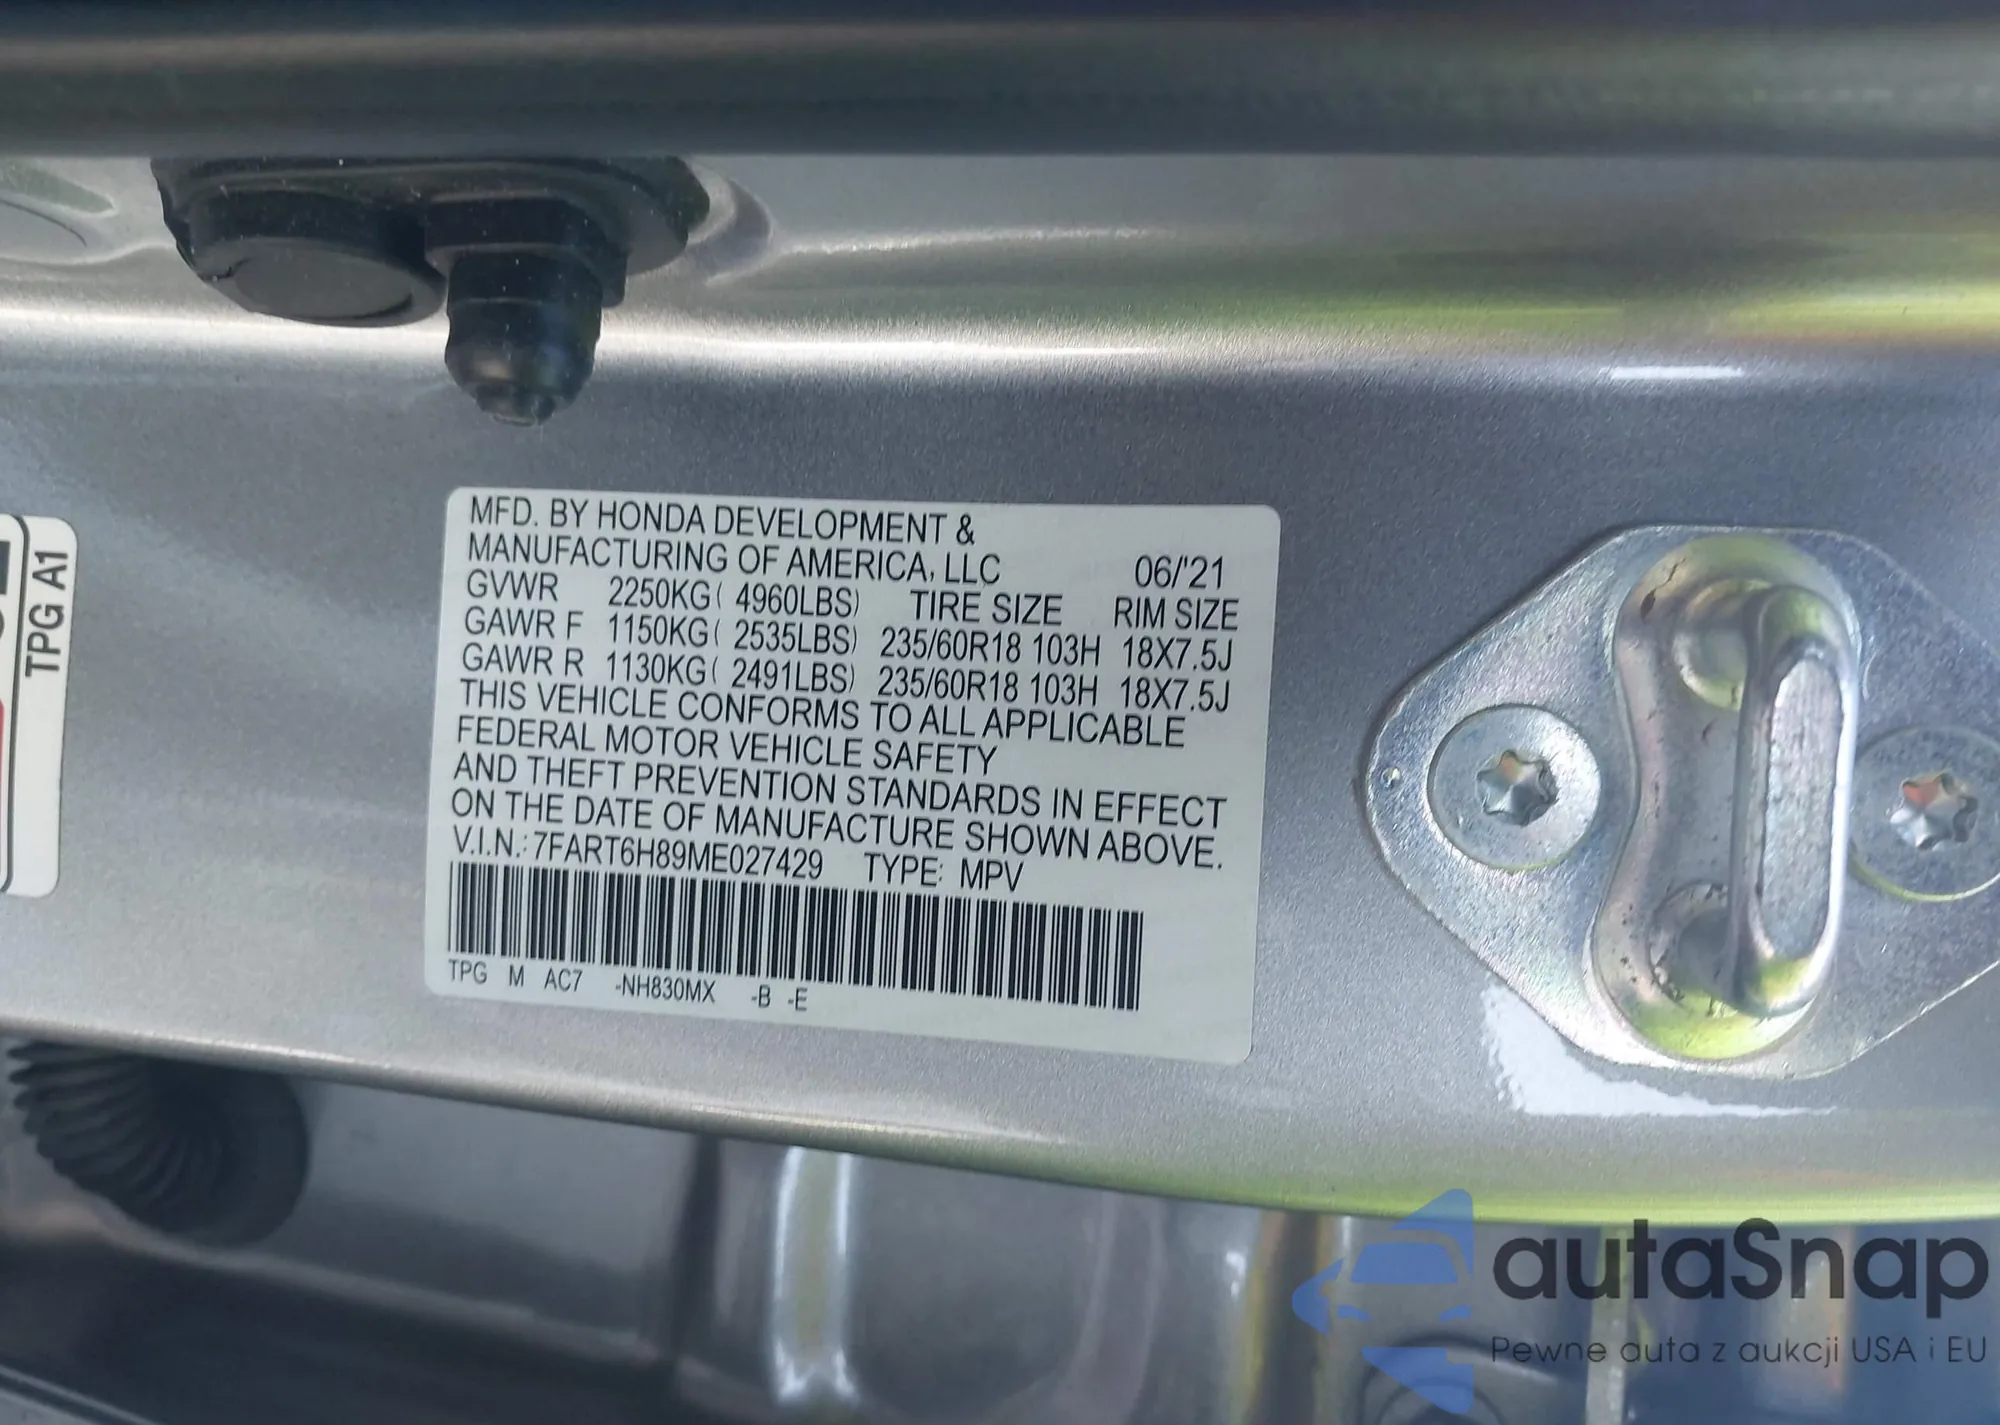 MFD. BY HONDA DEVELOPMENT &
MANUFACTURING OF AMERICA, LLC 06/'21
GVWR 2250KG( 4960LBS) TIRE SIZE RIM SIZE
GAWR F 1150KG( 2535LBS) 235/60R18 103H 18X7.5J
GAWR R 1130KG( 2491LBS) 235/60R18 103H 18X7.5J
THIS VEHICLE CONFORMS TO ALL APPLICABLE
FEDERAL MOTOR VEHICLE SAFETY
AND THEFT PREVENTION STANDARDS IN EFFECT
ON THE DATE OF MANUFACTURE SHOWN ABOVE.
V.I.N.: 7FART6H89ME027429 TYPE: MPV
TPG M AC7 -NH830MX -B -E
TPG A1
autaSnap
Pewne auta z aukcji USA i EU